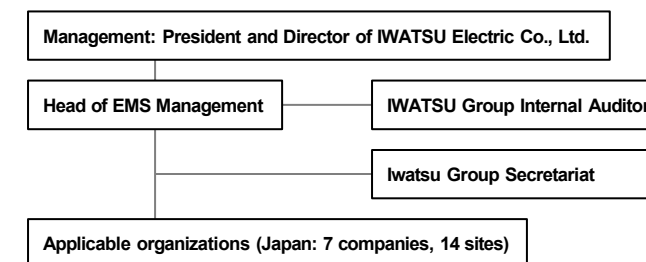 Management: President and Director of IWATSU Electric Co., Ltd.
Head of EMS Management
IWATSU Group Internal Auditor
Iwatsu Group Secretariat
Applicable organizations (Japan: 7 companies, 14 sites)